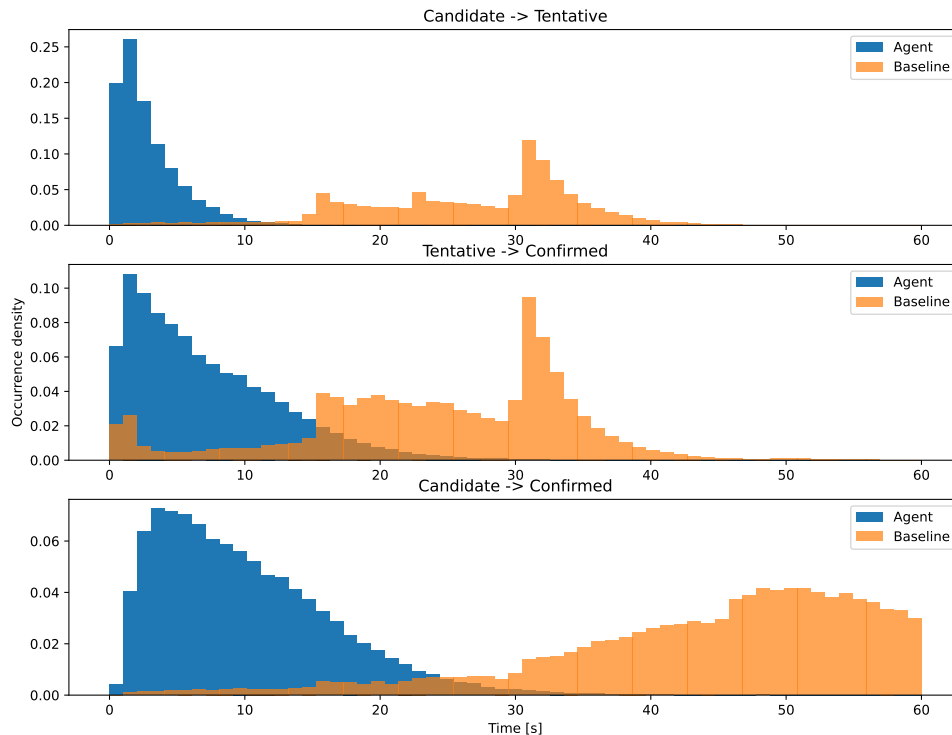 Candidate -> Tentative
0.25
0.20
0.15
0.10
0.05
0.00
0 10 20 30 40 50 60
Agent
Baseline
Tentative -> Confirmed
Occurrence density
0.10
0.08
0.06
0.04
0.02
0.00
0 10 20 30 40 50 60
Agent
Baseline
Candidate -> Confirmed
0.06
0.04
0.02
0.00
0 10 20 30 40 50 60
Agent
Baseline
Time [s]